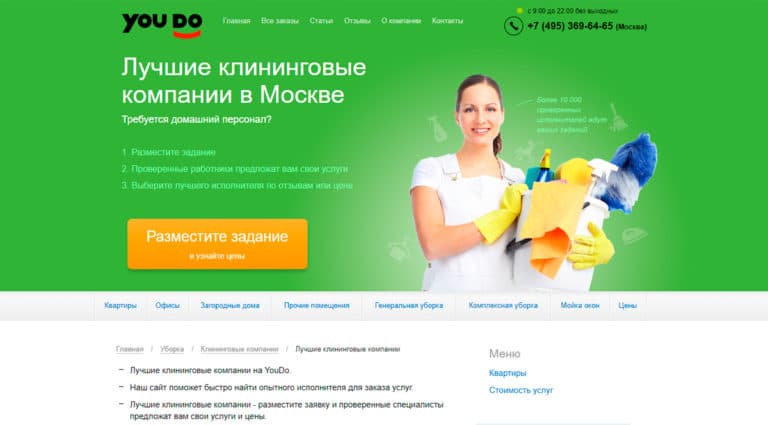 YOU DO
Главная Все заказы Статьи Отзывы О компании Контакты
с 9:00 до 22:00 без выходных
+7 (495) 369-64-65 (Москва)
Лучшие клининговые
компании в Москве
Требуется домашний персонал?
Более 10 000
проверенных
исполнителей ждут
ваших заданий
1. Разместите задание
2. Проверенные работники предложат вам свои услуги
3. Выберите лучшего исполнителя по отзывам или цене
Разместите задание
и узнайте цены
Квартиры Офисы Загородные дома Прочие помещения Генеральная уборка Комплексная уборка Мойка окон Цены
Главная / Уборка / Клининговые компании / Лучшие клининговые компании
– Лучшие клининговые компании на YouDo.
– Наш сайт поможет быстро найти опытного исполнителя для заказа услуг.
– Лучшие клининговые компании - разместите заявку и проверенные специалисты
предложат вам свои услуги и цены.
Меню
Квартиры
Стоимость услуг